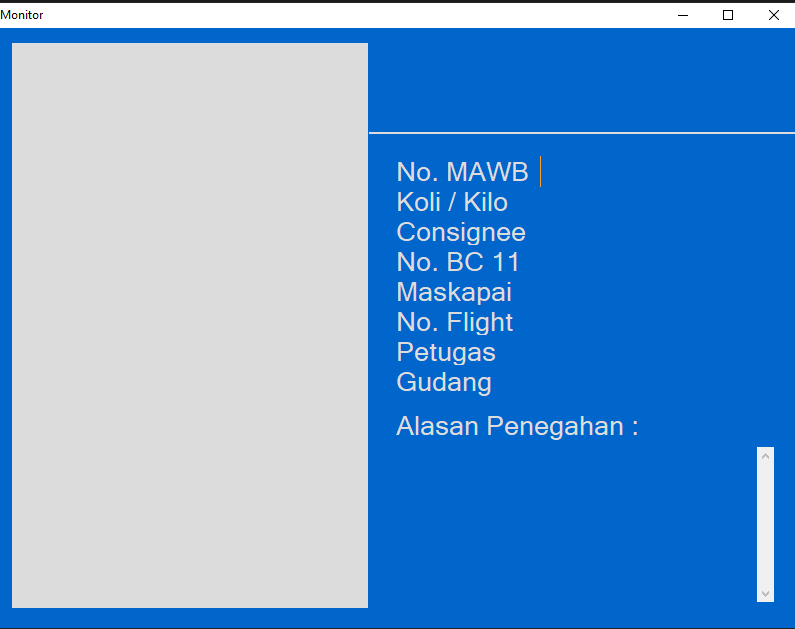 Monitor
No. MAWB
Koli / Kilo
Consignee
No. BC 11
Maskapai
No. Flight
Petugas
Gudang
Alasan Penegahan :